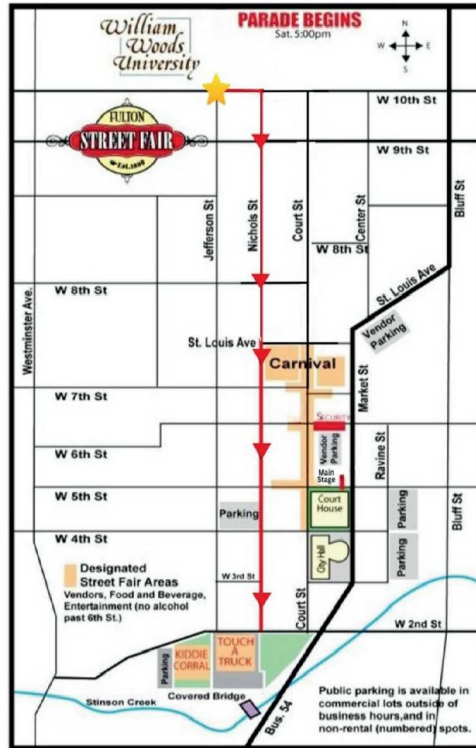 William
Woods
University
PARADE BEGINS
Sat. 5:00pm
N
W
E
S
W 10th St
FULTON
STREET FAIR
W 9th St
Jefferson St
Nichols St
Court St
Center St
Bluff St
W 8th St
W 8th St
Westminster Ave.
St. Louis Ave
Vendor
Parking
St. Louis Ave
Carnival
Market St
W 7th St
SECURITY
Vendor
Parking
Ravine St
W 6th St
Main
Stage
W 5th St
Court
House
Parking
Parking
Bluff St
W 4th St
City Hall
Parking
Designated
Street Fair Areas
Vendors, Food and Beverage,
Entertainment (no alcohol
past 6th St.)
W 3rd St
Court St
W 2nd St
Parking
KIDDIE
CORRAL
TOUCH
A
TRUCK
Covered Bridge
Stinson Creek
Bus. 54
Public parking is available in
commercial lots outside of
business hours,and in
non-rental (numbered) spots.